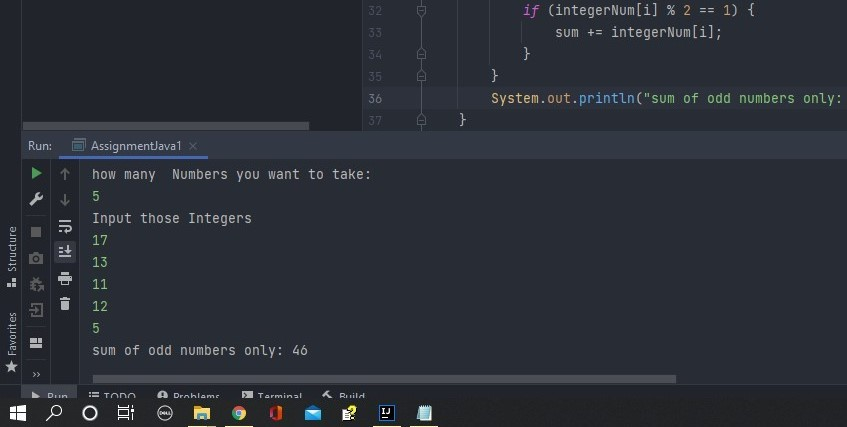 32 if (integerNum[i] % 2 == 1) {
33 sum += integerNum[i];
34 }
35 }
36 System.out.println("sum of odd numbers only:
37 }
Run: AssignmentJava1
how many  Numbers you want to take:
5
Input those Integers
17
13
11
12
5
sum of odd numbers only: 46
Structure
Favorites
Run TODO Problems Terminal Build
DELL
IJ